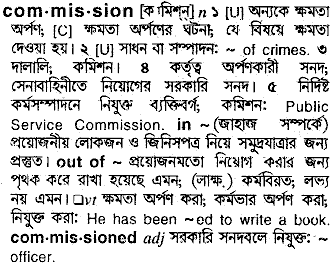 com·mis·sion [ক মিশ্‌ন্] n ১ [U] অন্যকে ক্ষমতা
অর্পণ; [C] ক্ষমতা অর্পণের ঘটনা; যে বিষয়ে ক্ষমতা
দেওয়া হয়। ২ [U] সাধন বা সম্পাদন: ~ of crimes. ৩
দালালি; কমিশন। ৪ কর্তৃত্ব অর্পণকারী সনদ;
সেনাবাহিনীতে নিয়োগের সরকারি সনদ। ৫ নির্দিষ্ট
কর্মসম্পাদনে নিযুক্ত ব্যক্তিবর্গ, কমিশন: Public
Service Commission. in ~ (জাহাজ সম্পর্কে)
প্রয়োজনীয় লোকজন ও জিনিসপত্র নিয়ে সমুদ্রযাত্রার জন্য
প্রস্তুত। out of ~ প্রয়োজনমতো নিয়োগ করার জন্য
পৃথক করে রাখা হয়েছে এমন; (লাক্ষ.) কর্মবিরত; লভ্য
নয় এমন। □vt ক্ষমতা অর্পণ করা; কর্মভার অর্পণ করা;
নিযুক্ত করা: He has been ~ed to write a book.
com·mis·sioned adj সরকারি সনদবলে নিযুক্ত: ~
officer.